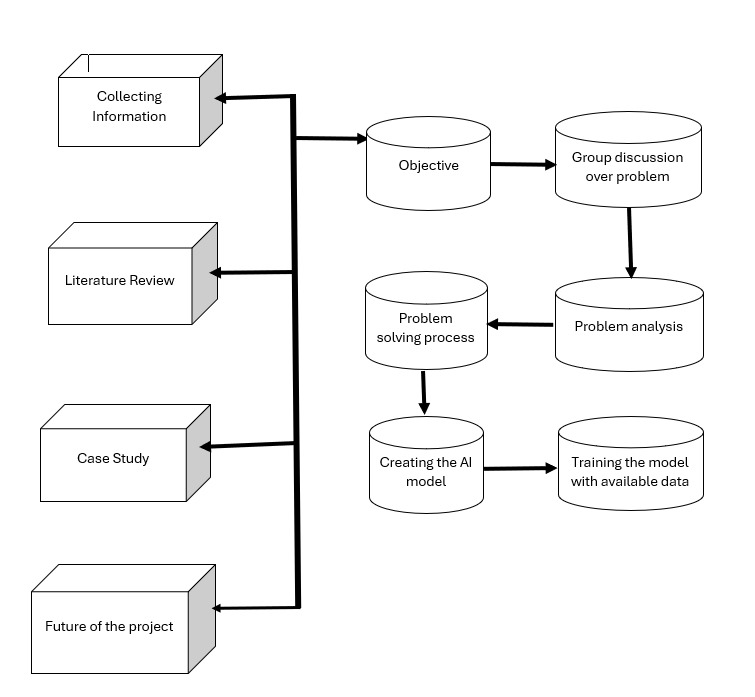 Collecting
Information
Objective
Group discussion
over problem
Literature Review
Problem
solving process
Problem analysis
Case Study
Creating the AI
model
Training the model
with available data
Future of the project